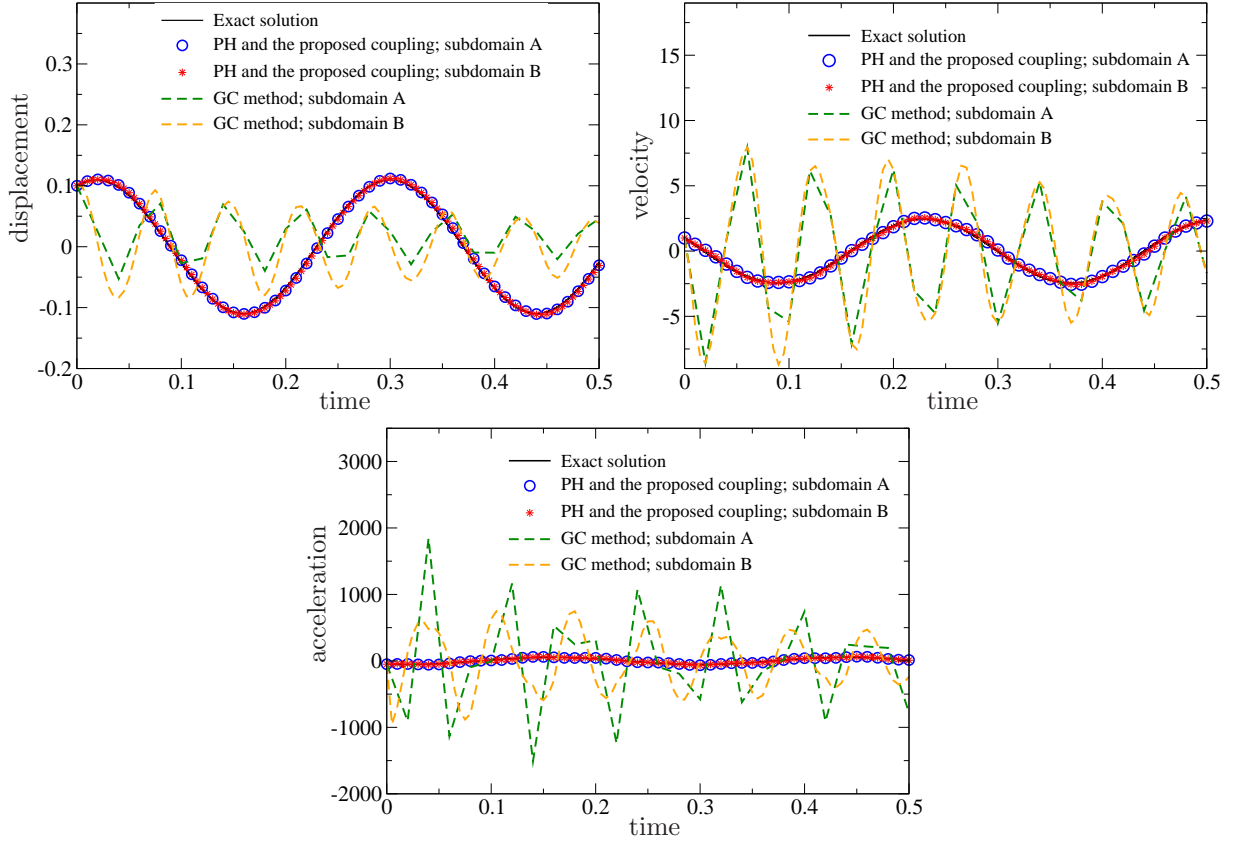 Exact solution
PH and the proposed coupling; subdomain A
PH and the proposed coupling; subdomain B
GC method; subdomain A
GC method; subdomain B
0.4
0.3
0.2
0.1
0
-0.1
-0.2
displacement
0
0.1
0.2
0.3
0.4
0.5
time
Exact solution
PH and the proposed coupling; subdomain A
PH and the proposed coupling; subdomain B
GC method; subdomain A
GC method; subdomain B
15
10
5
0
-5
velocity
0
0.1
0.2
0.3
0.4
0.5
time
Exact solution
PH and the proposed coupling; subdomain A
PH and the proposed coupling; subdomain B
GC method; subdomain A
GC method; subdomain B
3000
2000
1000
0
-1000
-2000
acceleration
0
0.1
0.2
0.3
0.4
0.5
time